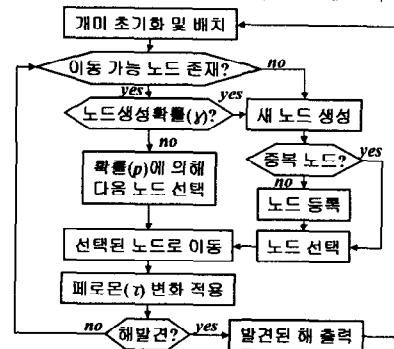 개미 초기화 및 배치
이동 가능 노드 존재?
no
yes
노드생성확률(γ)?
yes
새 노드 생성
no
중복 노드?
yes
확률(p)에 의해
다음 노드 선택
no
노드 등록
선택된 노드로 이동
노드 선택
페로몬(τ) 변화 적용
no
해발견?
yes
발견된 해 출력